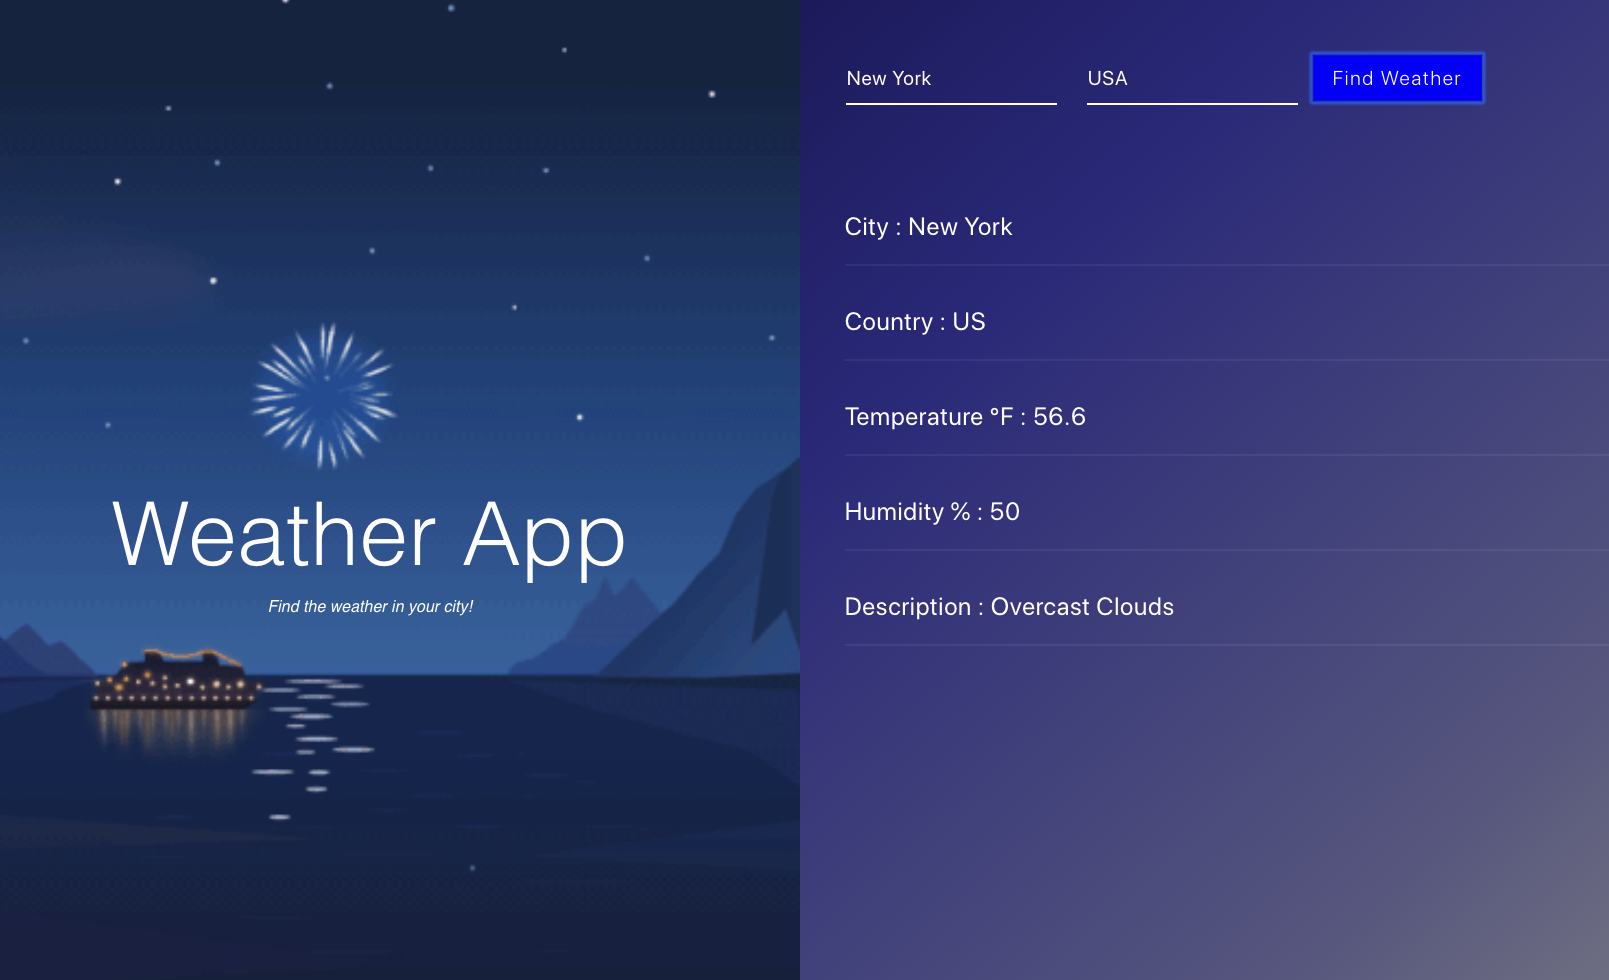 Weather App
Find the weather in your city!
New York
USA
Find Weather
City : New York
Country : US
Temperature °F : 56.6
Humidity % : 50
Description : Overcast Clouds